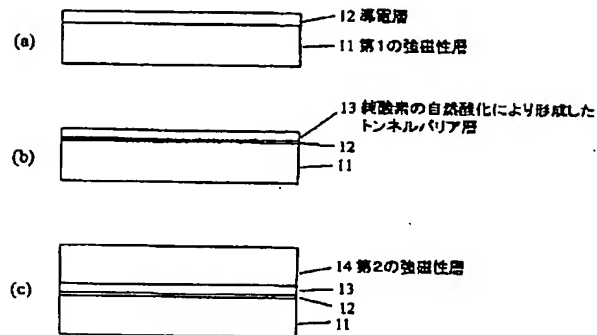 (a)
12 導電層
11 第1の強磁性層
(b)
13 純酸素の自然酸化により形成した
トンネルバリア層
12
11
(c)
14 第2の強磁性層
13
12
11